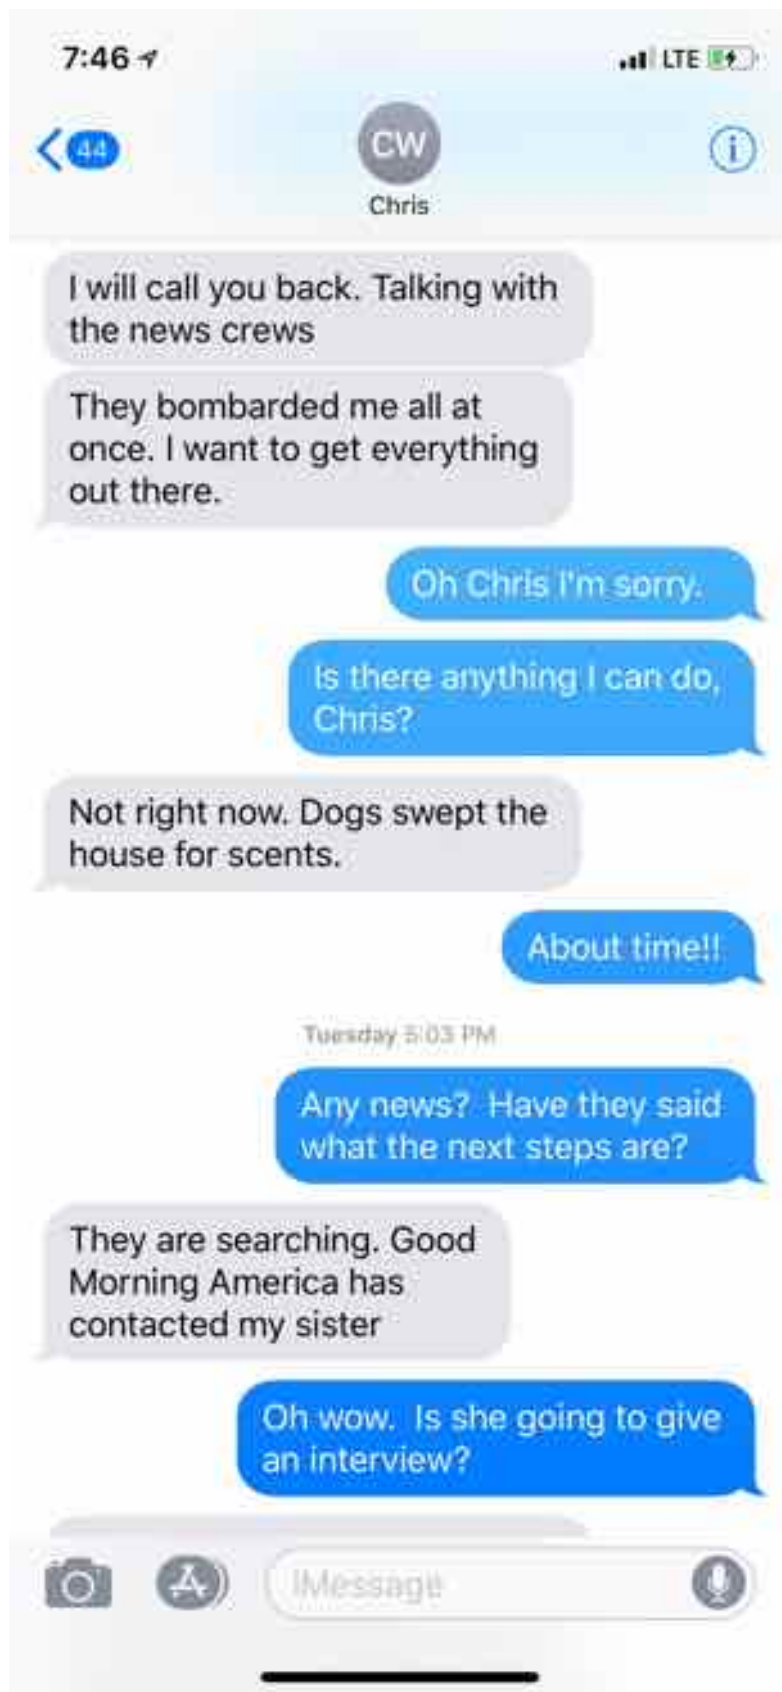 7:46
LTE
44
CW
Chris
I will call you back. Talking with
the news crews
They bombarded me all at
once. I want to get everything
out there.
Oh Chris I'm sorry.
Is there anything I can do,
Chris?
Not right now. Dogs swept the
house for scents.
About time!!
Tuesday 5:03 PM
Any news?  Have they said
what the next steps are?
They are searching. Good
Morning America has
contacted my sister
Oh wow.  Is she going to give
an interview?
iMessage